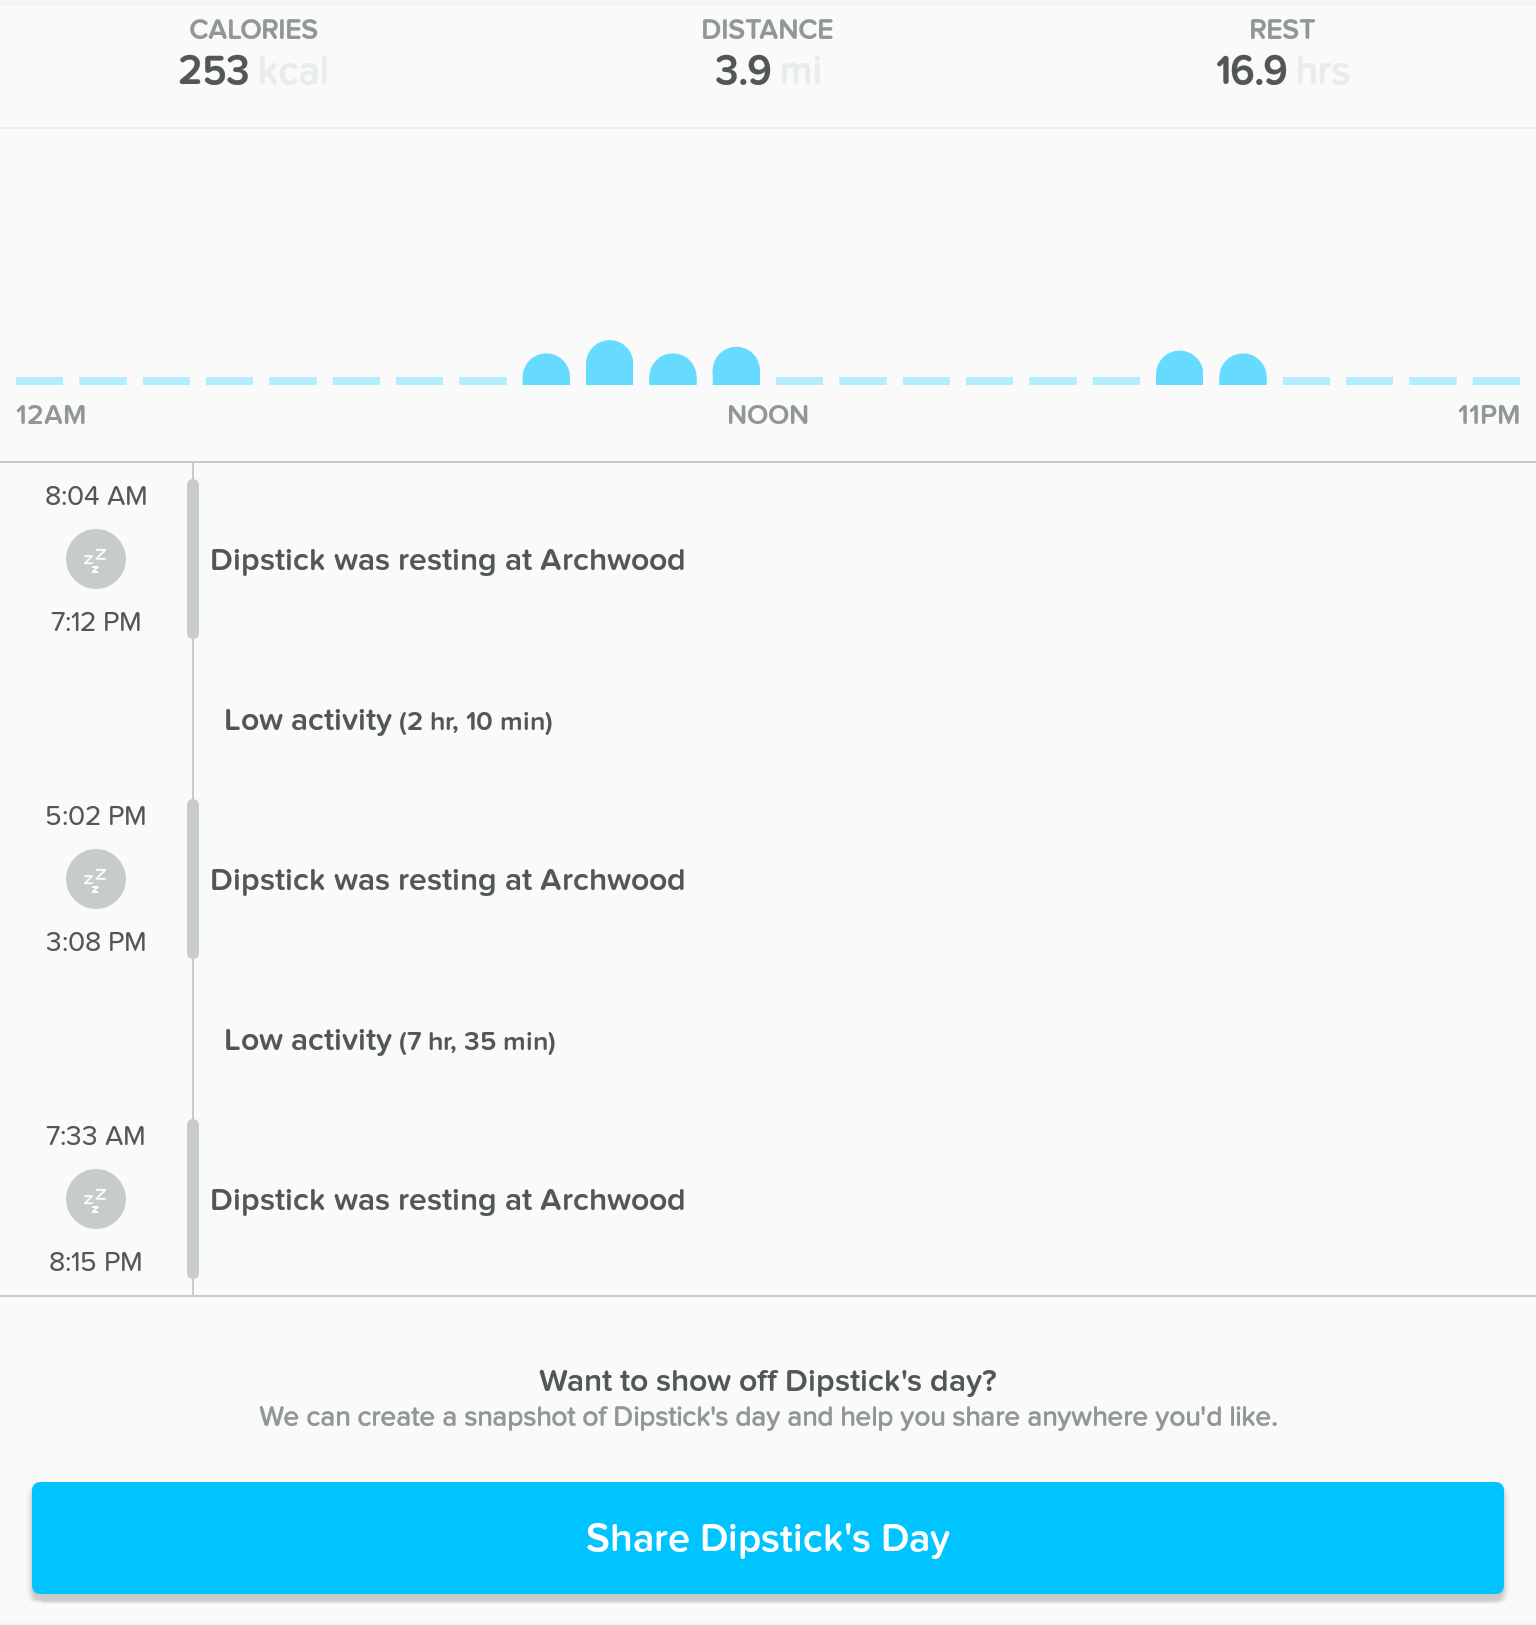 CALORIES DISTANCE REST
253 kcal 3.9 mi 16.9 hrs
12AM NOON 11PM
8:04 AM
zZz
Dipstick was resting at Archwood
7:12 PM
Low activity (2 hr, 10 min)
5:02 PM
zZz
Dipstick was resting at Archwood
3:08 PM
Low activity (7 hr, 35 min)
7:33 AM
zZz
Dipstick was resting at Archwood
8:15 PM
Want to show off Dipstick's day?
We can create a snapshot of Dipstick's day and help you share anywhere you'd like.
Share Dipstick's Day